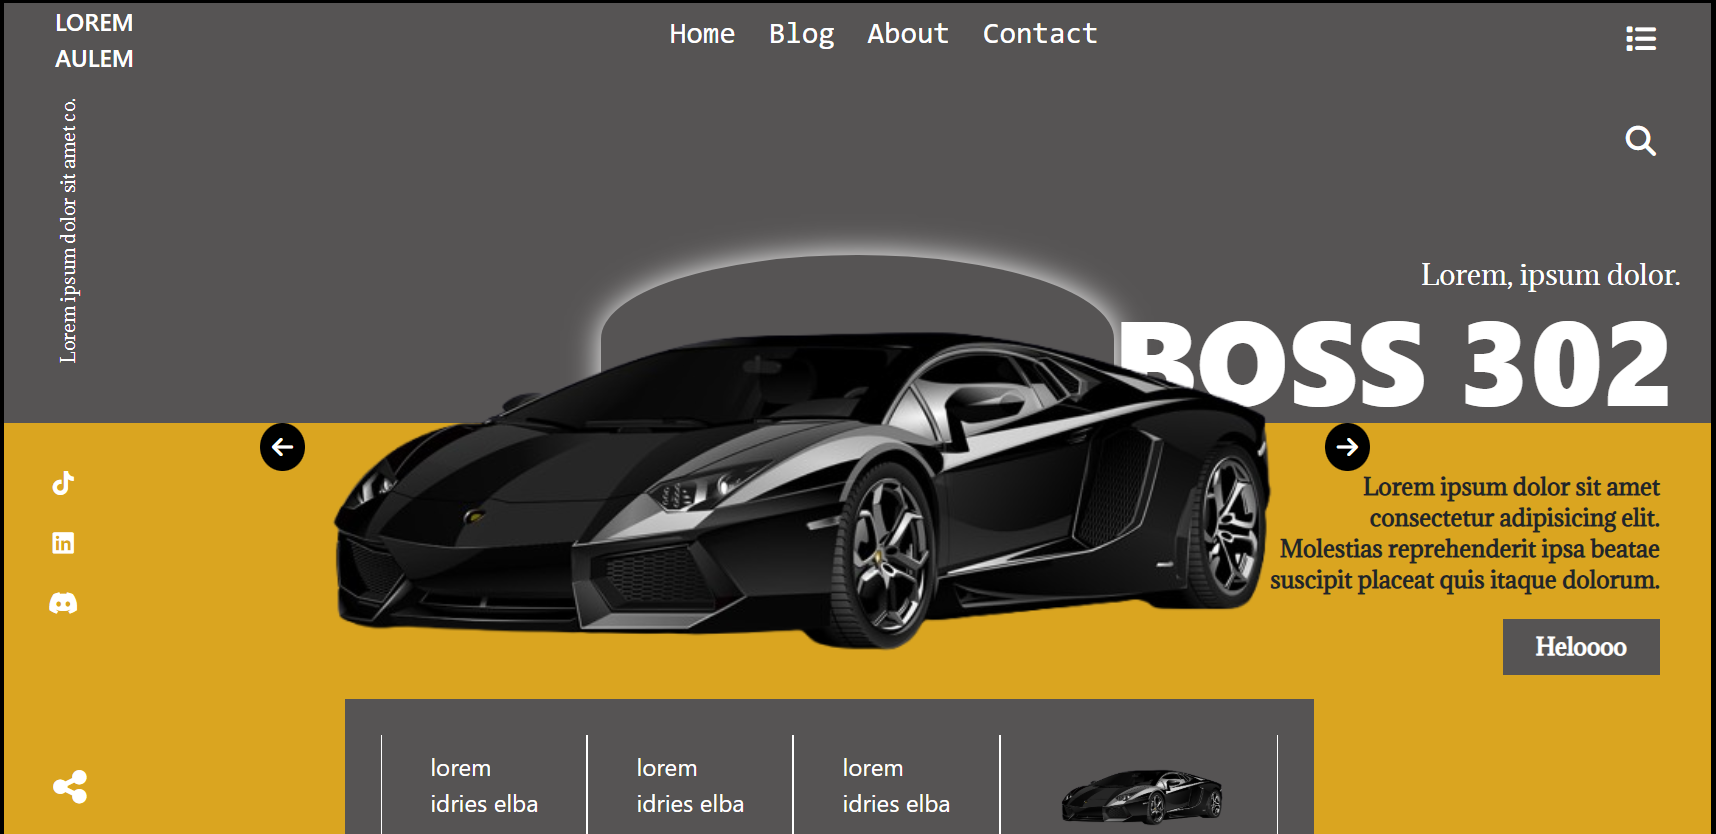 LOREM
AULEM
Home Blog About Contact
Lorem ipsum dolor sit amet co.
Lorem, ipsum dolor.
BOSS 302
Lorem ipsum dolor sit amet
consectetur adipisicing elit.
Molestias reprehenderit ipsa beatae
suscipit placeat quis itaque dolorum.
Heloooo
lorem
idries elba
lorem
idries elba
lorem
idries elba